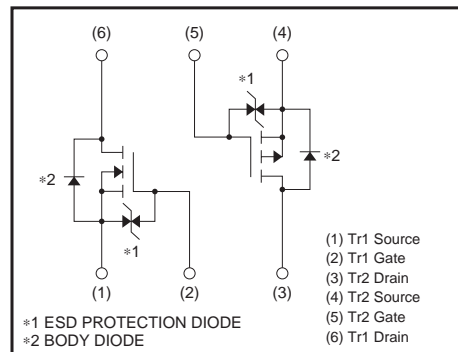 (6) (5) (4)
*1
*2 *2
*1
(1) (2) (3)
(1) Tr1 Source
(2) Tr1 Gate
(3) Tr2 Drain
(4) Tr2 Source
(5) Tr2 Gate
(6) Tr1 Drain
*1 ESD PROTECTION DIODE
*2 BODY DIODE